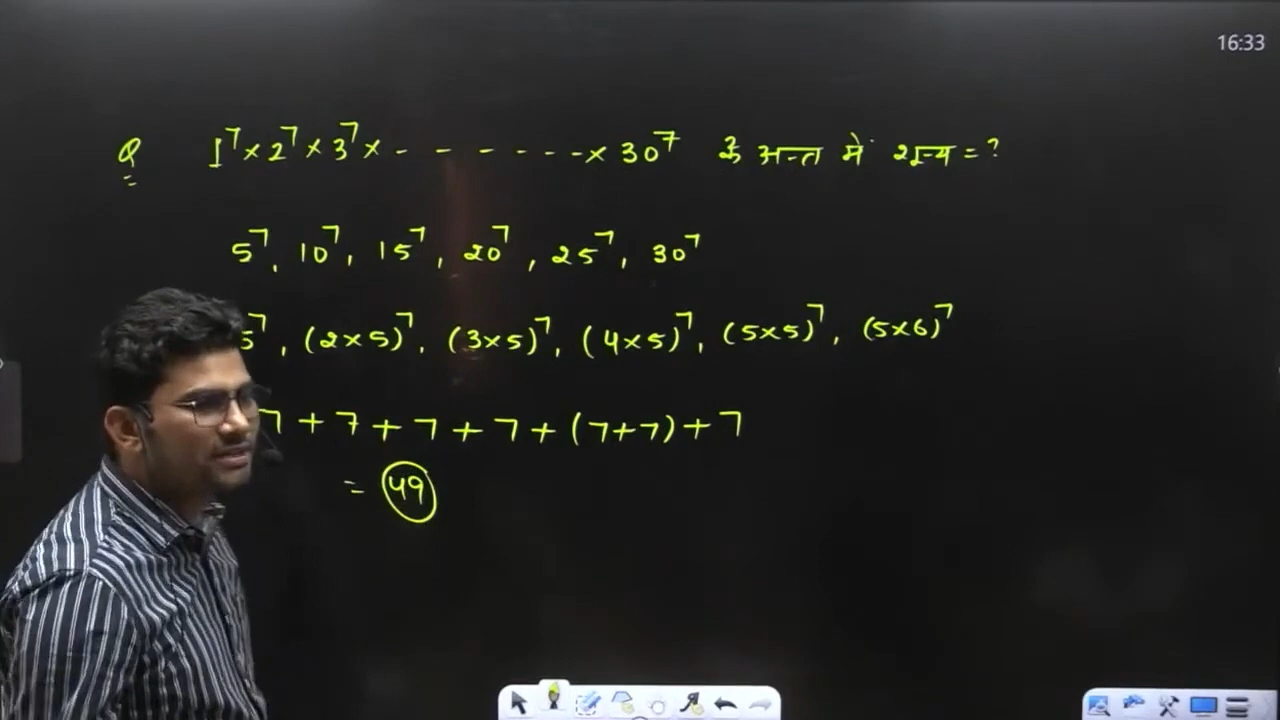 16:33
Q 1⁷ × 2⁷ × 3⁷ × - - - - - - - × 30⁷ के अन्त में शून्य = ?
5⁷, 10⁷, 15⁷, 20⁷, 25⁷, 30⁷
5⁷, (2×5)⁷, (3×5)⁷, (4×5)⁷, (5×5)⁷, (5×6)⁷
7 + 7 + 7 + 7 + (7+7) + 7
= 49